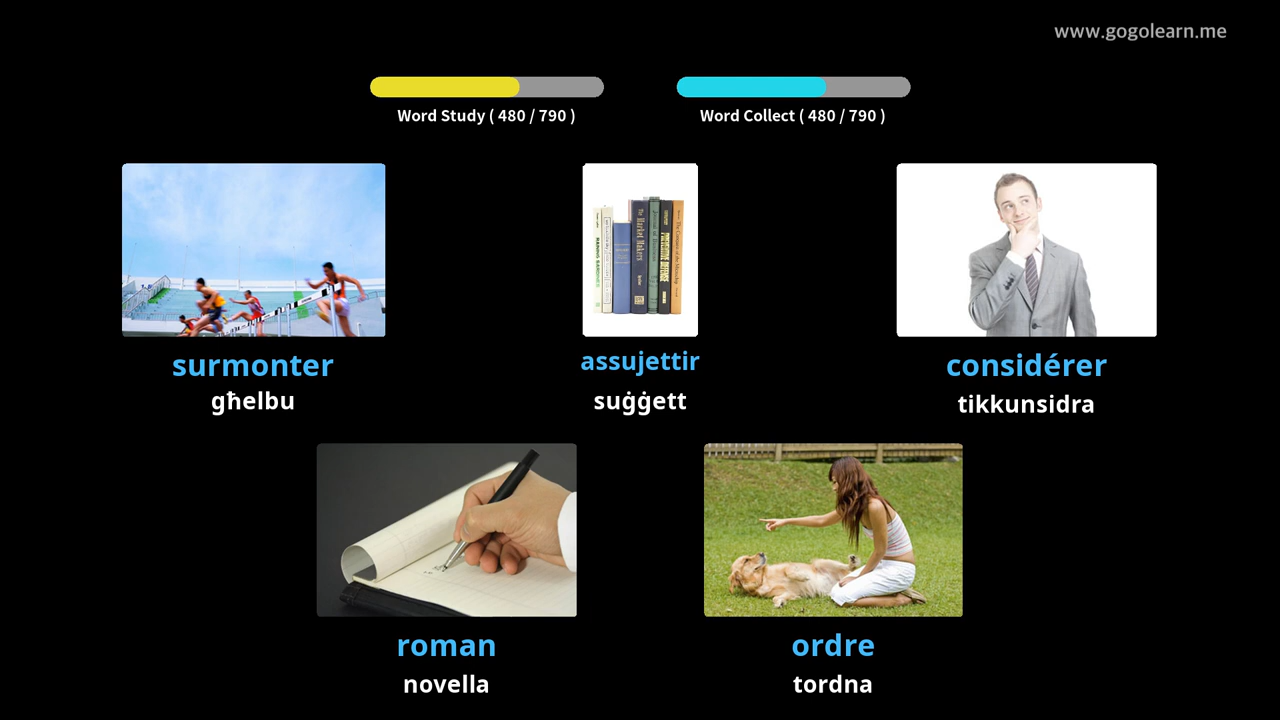 www.gogolearn.me
Word Study ( 480 / 790 )
Word Collect ( 480 / 790 )
surmonter
għelbu
assujettir
suġġett
considérer
tikkunsidra
roman
novella
ordre
tordna